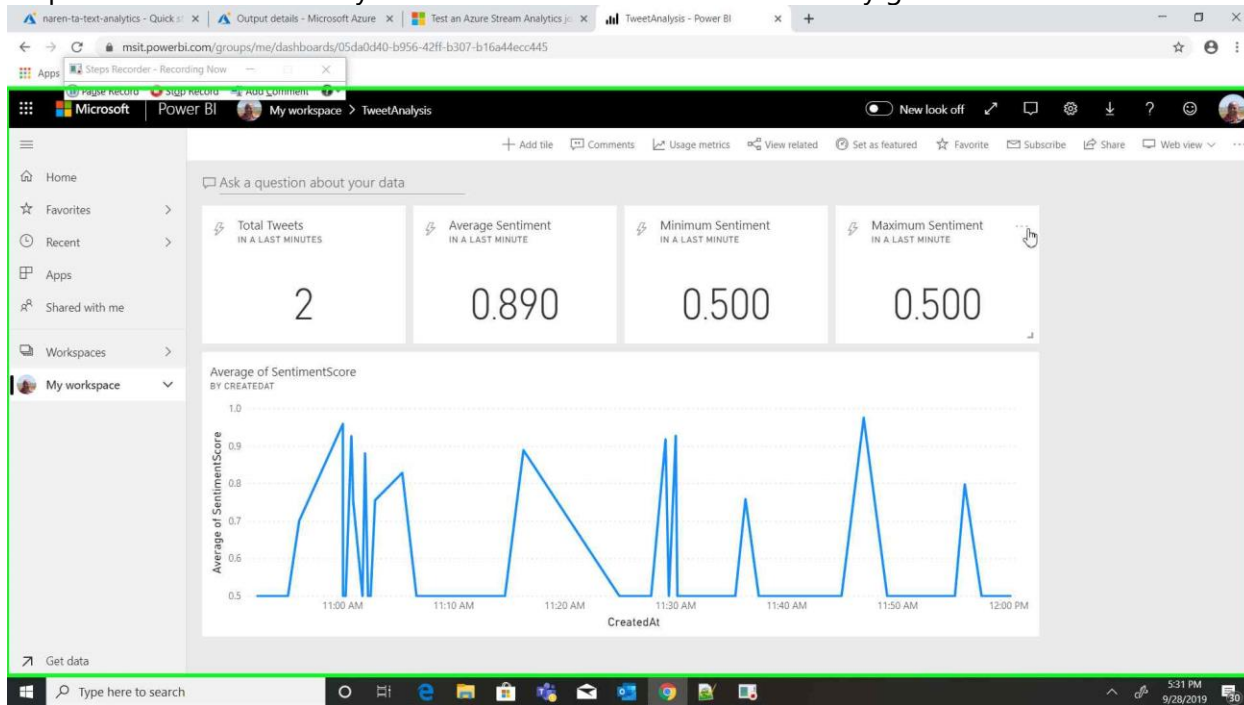 naren-ta-text-analytics - Quick s
Output details - Microsoft Azure
Test an Azure Stream Analytics jo
TweetAnalysis - Power BI
msit.powerbi.com/groups/me/dashboards/05da0d40-b956-42ff-b307-b16a44ecc445
Apps
Steps Recorder - Recording Now
Pause Record Stop Record Add Comment
Microsoft Power BI My workspace > TweetAnalysis New look off
Add tile Comments Usage metrics View related Set as featured Favorite Subscribe Share Web view
Home
Favorites
Recent
Apps
Shared with me
Workspaces
My workspace
Get data
Ask a question about your data
Total Tweets
IN A LAST MINUTES
2
Average Sentiment
IN A LAST MINUTE
0.890
Minimum Sentiment
IN A LAST MINUTE
0.500
Maximum Sentiment
IN A LAST MINUTE
0.500
Average of SentimentScore
BY CREATEDAT
Average of SentimentScore
1.0
0.9
0.8
0.7
0.6
0.5
11:00 AM 11:10 AM 11:20 AM 11:30 AM 11:40 AM 11:50 AM 12:00 PM
CreatedAt
Type here to search
5:31 PM
9/28/2019
30